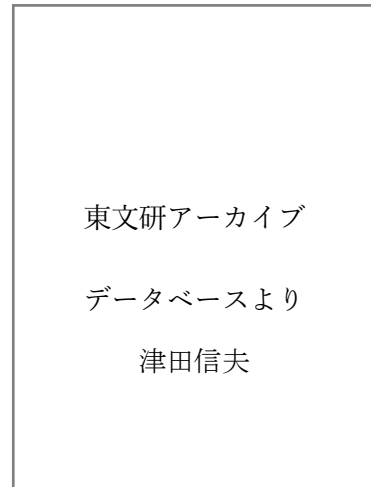 東文研アーカイブ
データベースより
津田信夫